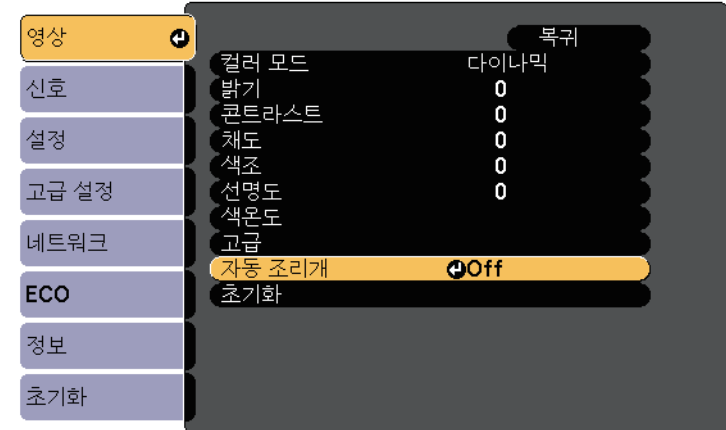 영상
신호
설정
고급 설정
네트워크
ECO
정보
초기화
복귀
컬러 모드 다이나믹
밝기 0
콘트라스트 0
채도 0
색조 0
선명도 0
색온도
고급
자동 조리개 Off
초기화